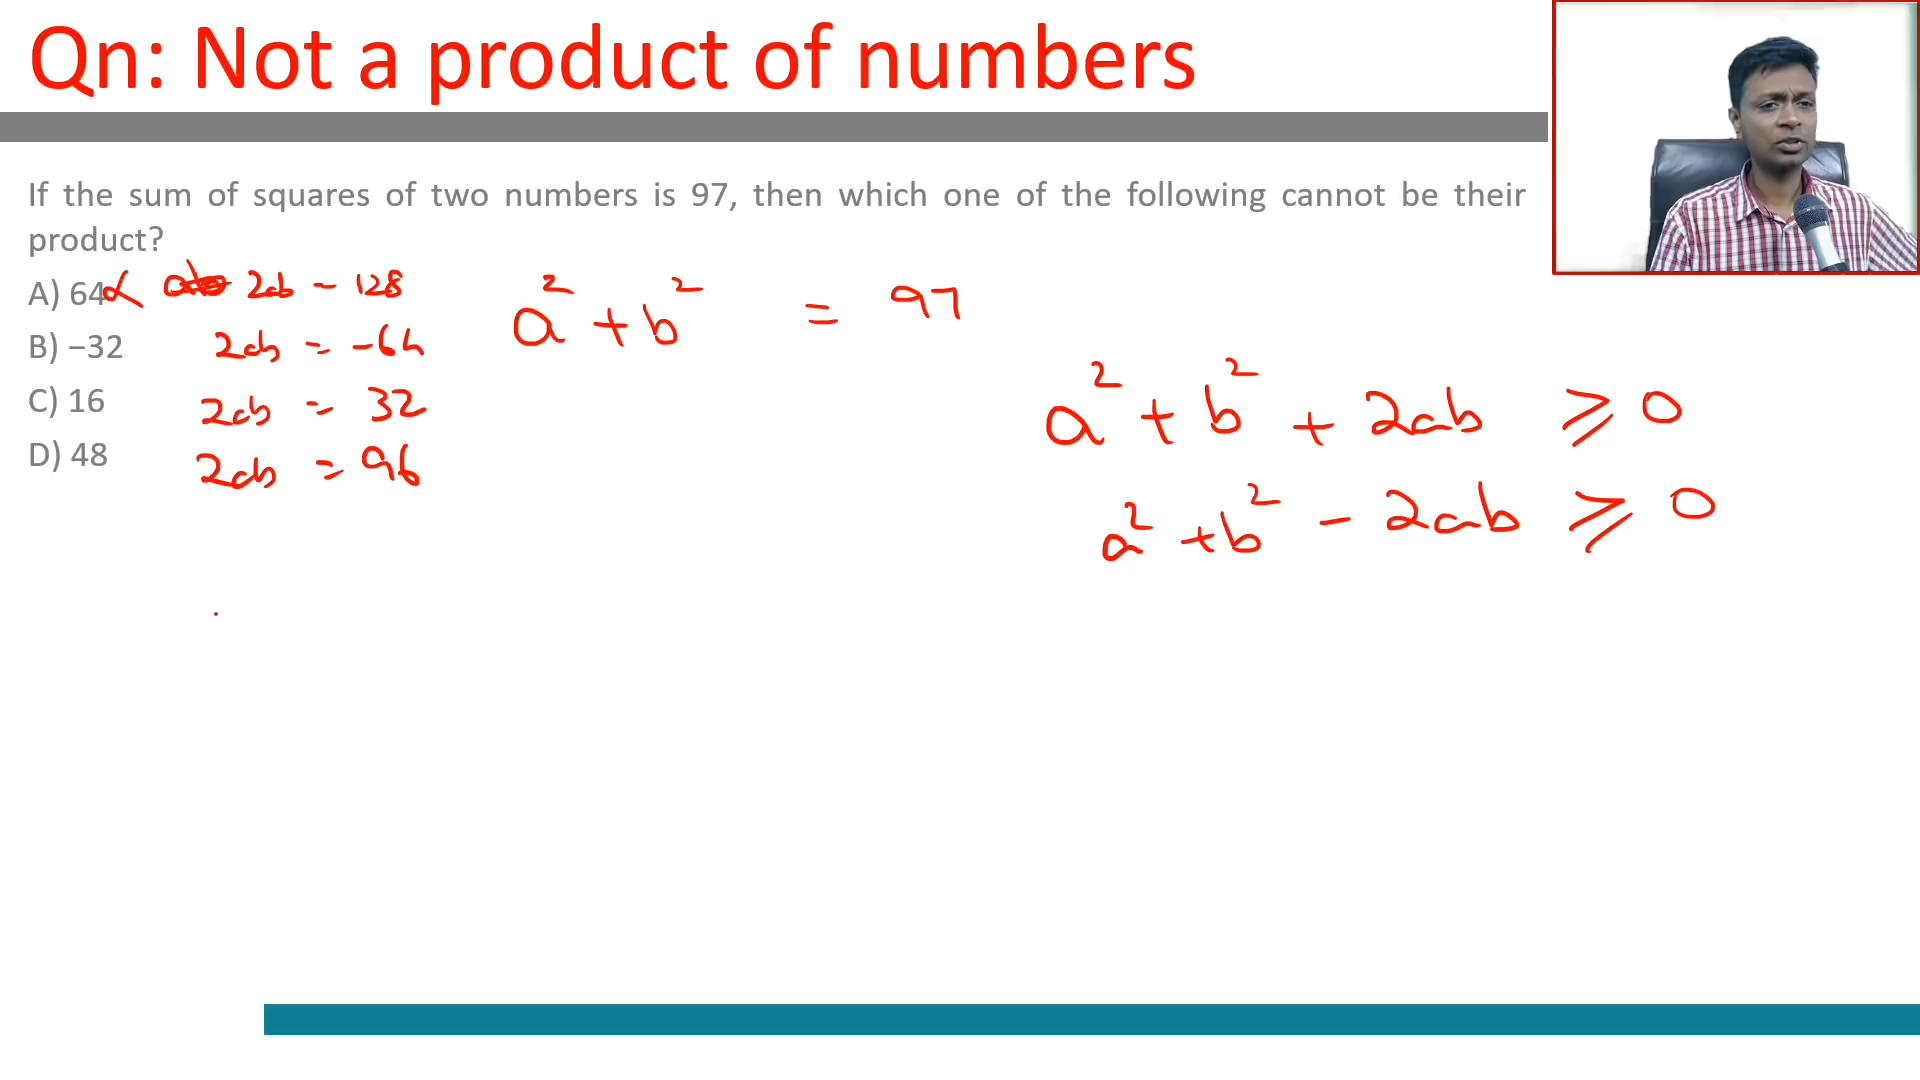 Qn: Not a product of numbers
If the sum of squares of two numbers is 97, then which one of the following cannot be their
product?
A) 64 2ab = 128
B) −32 2ab = -64
C) 16 2ab = 32
D) 48 2ab = 96
a² + b² = 97
a² + b² + 2ab ≥ 0
a² + b² - 2ab ≥ 0